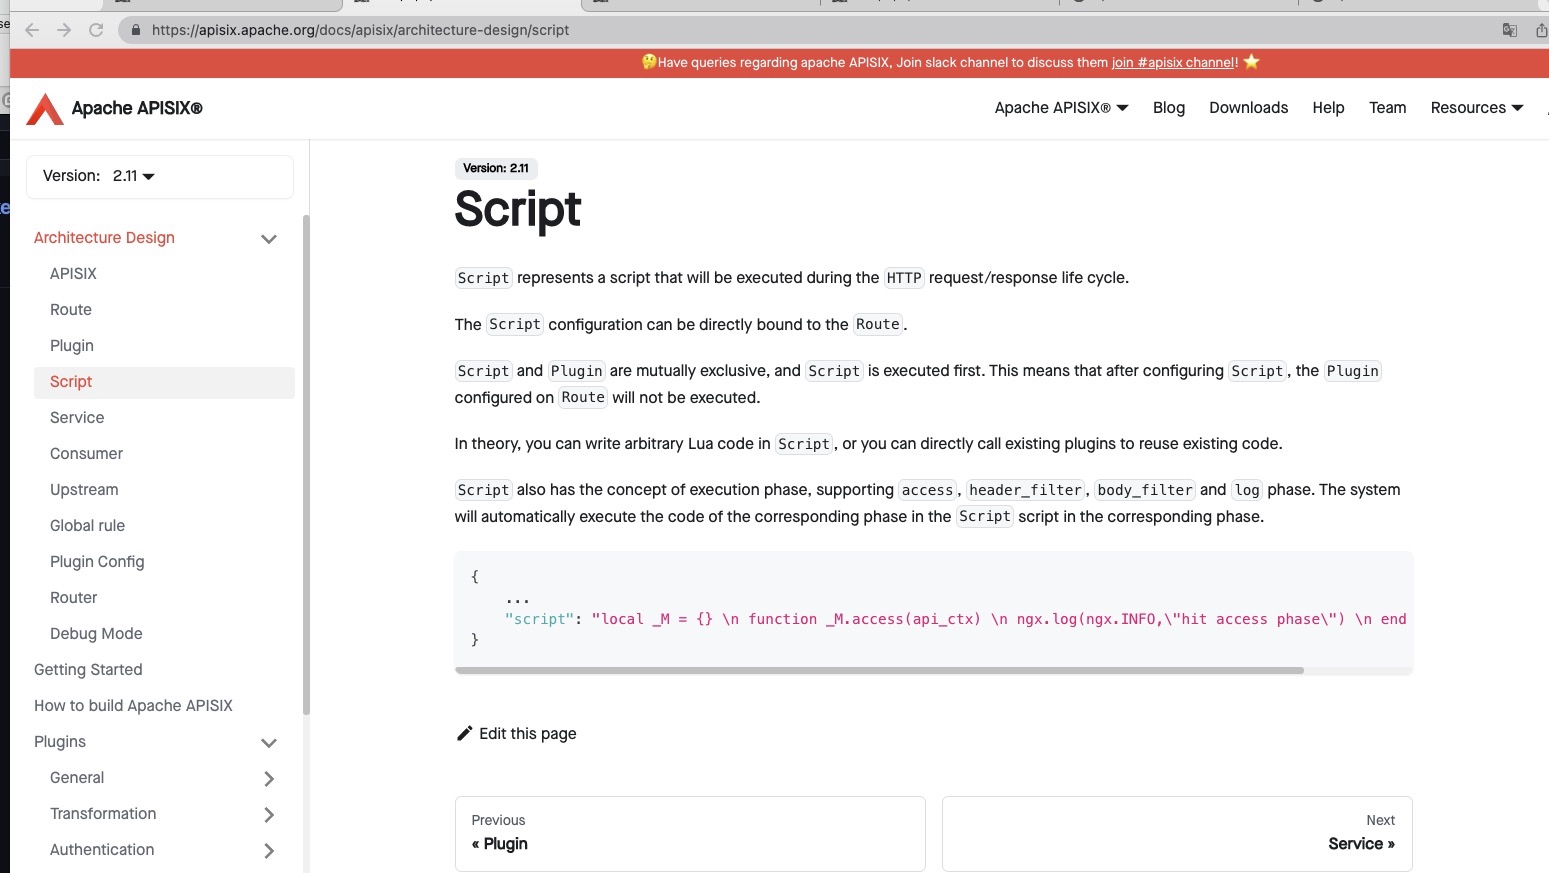 https://apisix.apache.org/docs/apisix/architecture-design/script
🤔Have queries regarding apache APISIX, Join slack channel to discuss them join #apisix channel! ⭐
Apache APISIX®
Apache APISIX® Blog Downloads Help Team Resources
Version: 2.11
Architecture Design
APISIX
Route
Plugin
Script
Service
Consumer
Upstream
Global rule
Plugin Config
Router
Debug Mode
Getting Started
How to build Apache APISIX
Plugins
General
Transformation
Authentication
Version: 2.11
Script
Script represents a script that will be executed during the HTTP request/response life cycle.
The Script configuration can be directly bound to the Route.
Script and Plugin are mutually exclusive, and Script is executed first. This means that after configuring Script, the Plugin
configured on Route will not be executed.
In theory, you can write arbitrary Lua code in Script, or you can directly call existing plugins to reuse existing code.
Script also has the concept of execution phase, supporting access, header_filter, body_filter and log phase. The system
will automatically execute the code of the corresponding phase in the Script script in the corresponding phase.
{
...
"script": "local _M = {} \n function _M.access(api_ctx) \n ngx.log(ngx.INFO,\"hit access phase\") \n end
}
Edit this page
Previous
« Plugin
Next
Service »